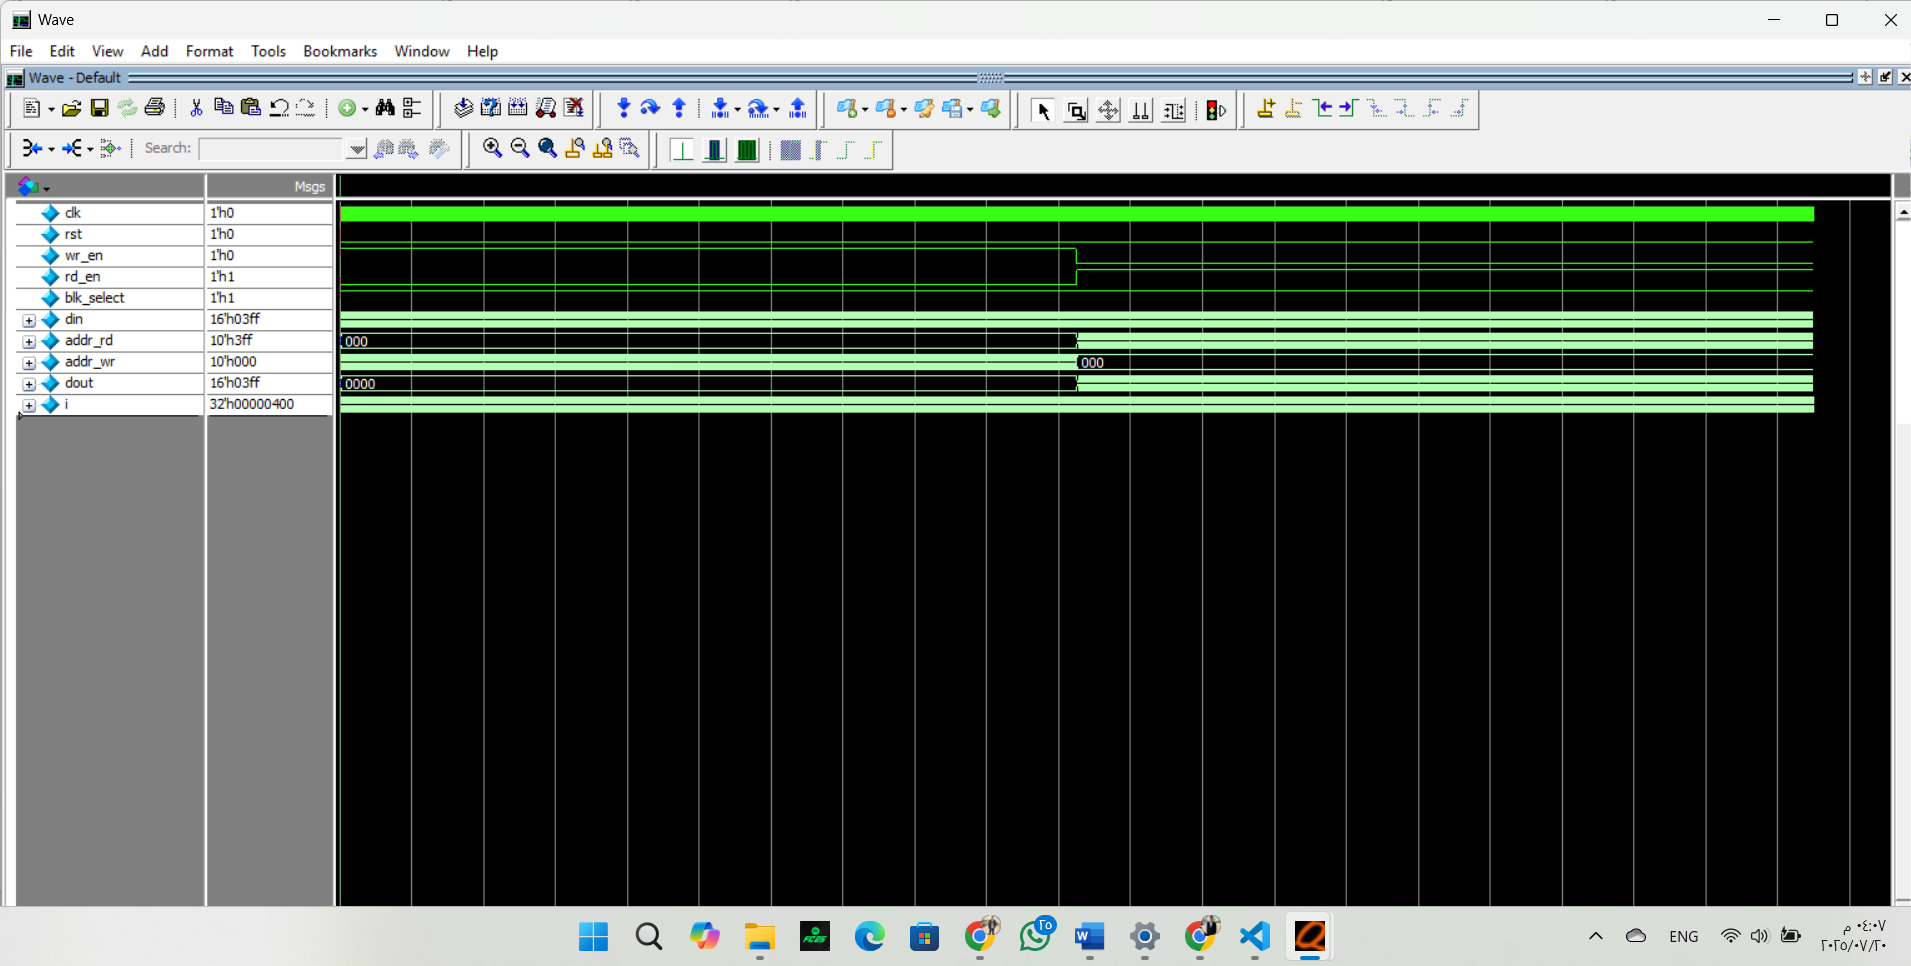 Wave
File Edit View Add Format Tools Bookmarks Window Help
Wave - Default
Search:
Msgs
clk 1'h0
rst 1'h0
wr_en 1'h0
rd_en 1'h1
blk_select 1'h1
din 16'h03ff
addr_rd 10'h3ff 000
addr_wr 10'h000 000
dout 16'h03ff 0000
i 32'h00000400
FC25
٢٥
W
ENG
٠٤:٠٧ م
٢٠٢٥/٠٧/٢٠